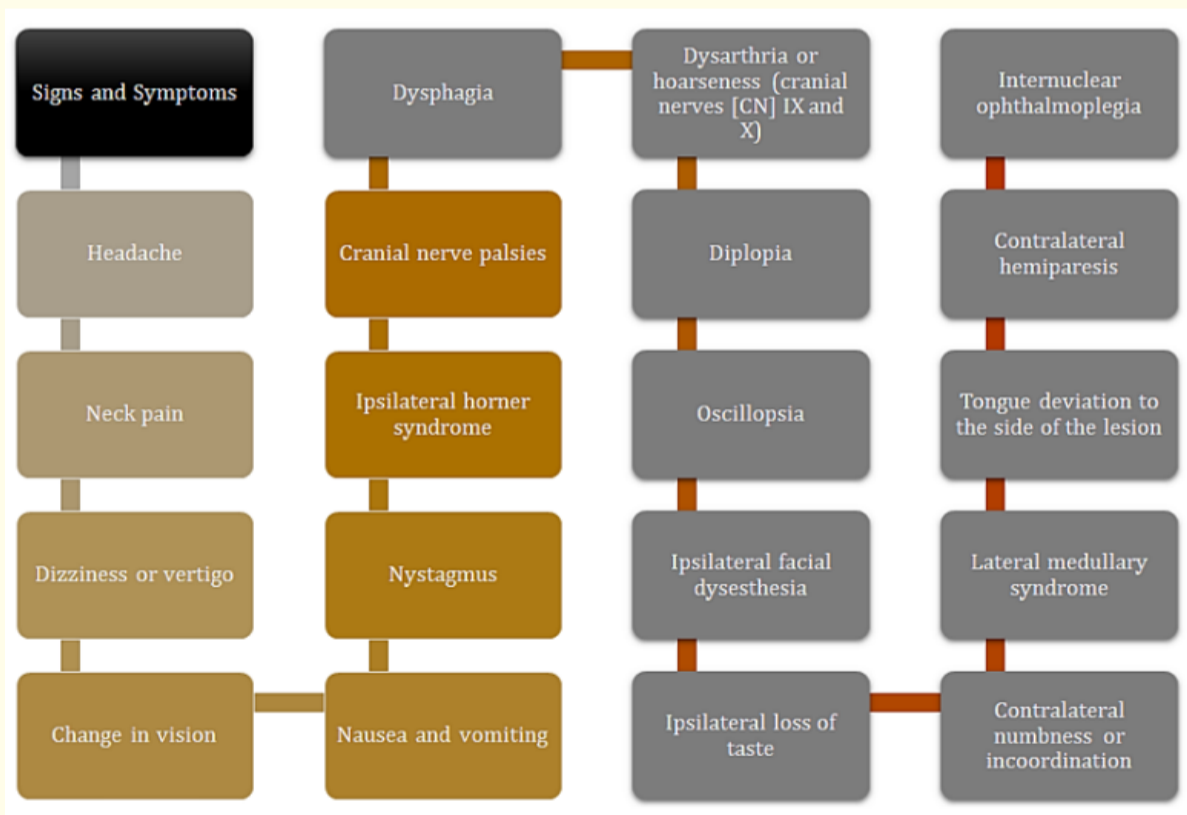 Signs and Symptoms
Headache
Neck pain
Dizziness or vertigo
Change in vision
Nausea and vomiting
Nystagmus
Ipsilateral horner
syndrome
Cranial nerve palsies
Dysphagia
Dysarthria or
hoarseness (cranial
nerves [CN] IX and
X)
Diplopia
Oscillopsia
Ipsilateral facial
dysesthesia
Ipsilateral loss of
taste
Contralateral
numbness or
incoordination
Lateral medullary
syndrome
Tongue deviation to
the side of the lesion
Contralateral
hemiparesis
Internuclear
ophthalmoplegia